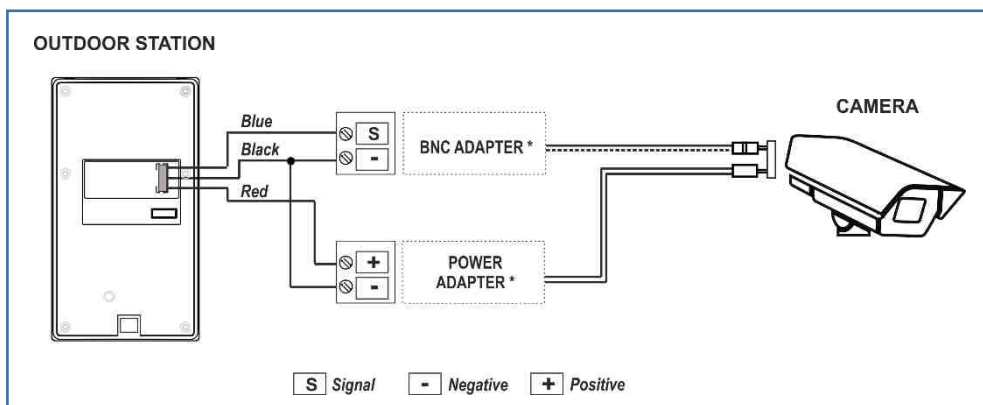 OUTDOOR STATION
CAMERA
Blue
S
Black
-
BNC ADAPTER *
Red
+
-
POWER
ADAPTER *
S Signal - Negative + Positive